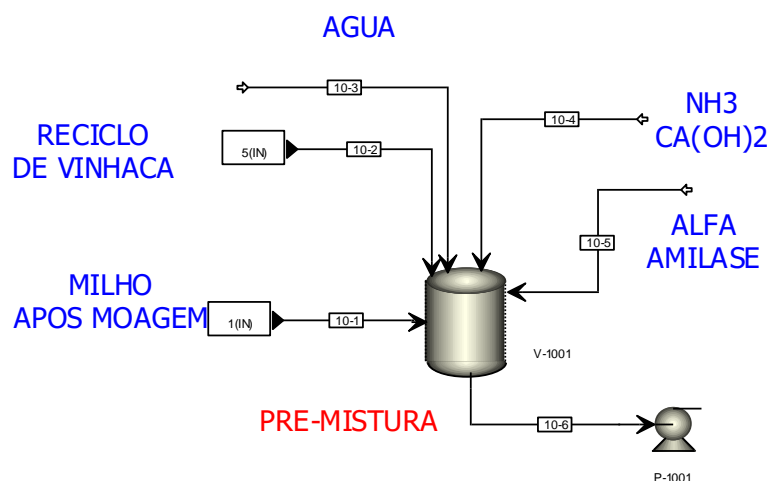 AGUA
10-3
NH3
CA(OH)2
10-4
RECICLO
DE VINHACA
5(IN)
10-2
ALFA
AMILASE
10-5
MILHO
APOS MOAGEM
1(IN)
10-1
V-1001
PRE-MISTURA
10-6
P-1001